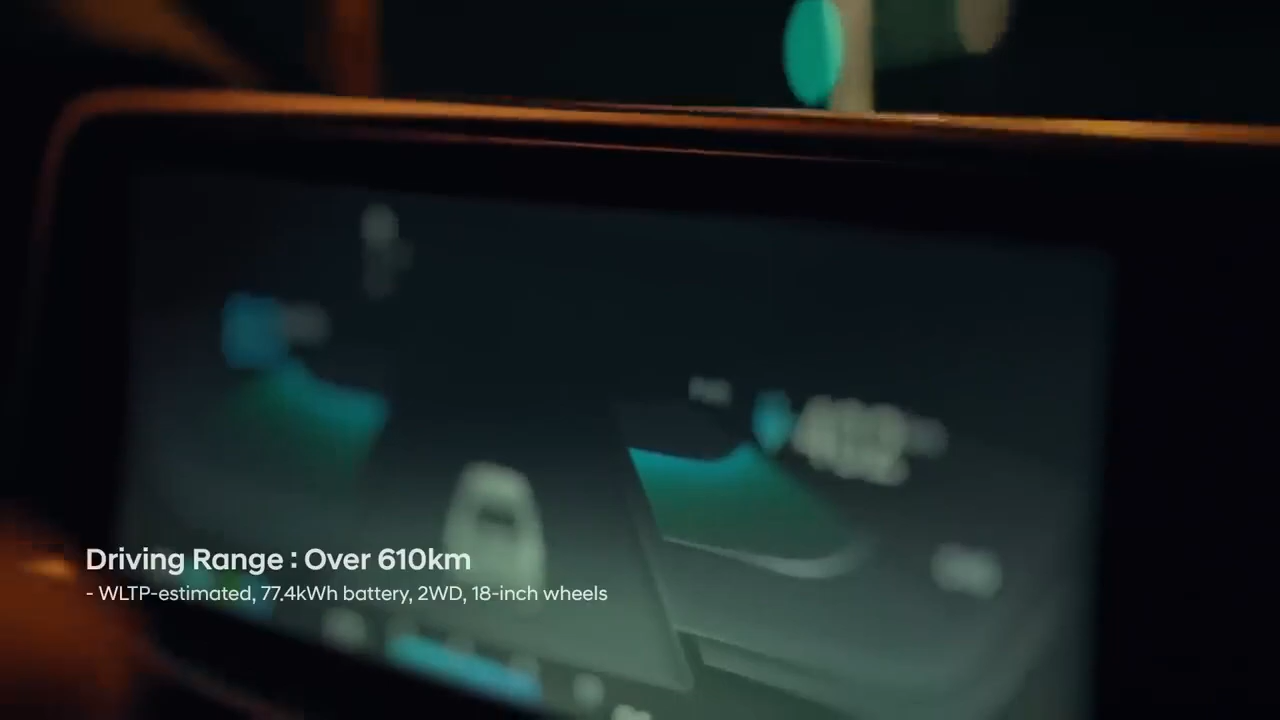 Driving Range : Over 610km
- WLTP-estimated, 77.4kWh battery, 2WD, 18-inch wheels